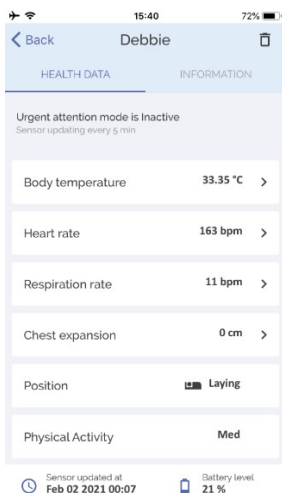 15:40
72%
Back
Debbie
HEALTH DATA
INFORMATION
Urgent attention mode is Inactive
Sensor updating every 5 min
Body temperature
33.35 °C
Heart rate
163 bpm
Respiration rate
11 bpm
Chest expansion
0 cm
Position
Laying
Physical Activity
Med
Sensor updated at
Feb 02 2021 00:07
Battery level
21 %